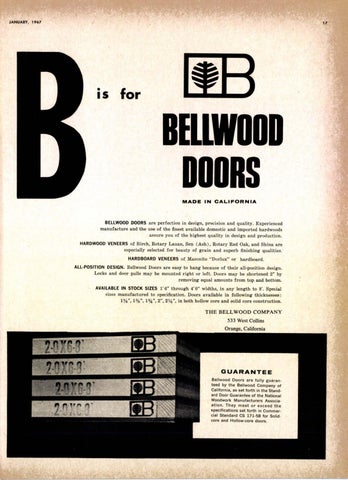 JANUARY, 1967 17
B is for
B
BELLWOOD
DOORS
MADE IN CALIFORNIA
BELLWOOD DOORS are perfection in design, precision and quality. Experienced
manufacture and the use of the finest available domestic and imported hardwoods
assure you of the highest quality in design and production.
HARDWOOD VENEERS of Birch, Rotary Lauan, Sen (Ash), Rotary Red Oak, and Shina are
especially selected for beauty of grain and superb finishing qualities.
HARDBOARD VENEERS of Masonite "Dorlux" or hardboard.
ALL-POSITION DESIGN. Bellwood Doors are easy to hang because of their all-position design.
Locks and door pulls may be mounted right or left. Doors may be shortened 2" by
removing equal amounts from top and bottom.
AVAILABLE IN STOCK SIZES 1'0" through 4'0" widths, in any length to 8'. Special
sizes manufactured to specification. Doors available in following thicknesses:
in both hollow core and solid core construction.
THE BELLWOOD COMPANY
533 West Collins
Orange, California
2-0X6-8 B
2-0X6-8 B
2-0X6-8 B
2-0X6-8 B
GUARANTEE
Bellwood Doors are fully guaran-
teed by the Bellwood Company of
California, as set forth in the Stand-
ard Door Guarantee of the National
Woodwork Manufacturers Associa-
tion. They meet or exceed the
specifications set forth in Commer-
cial Standard CS 171-58 for Solid-
core and Hollow-core doors.